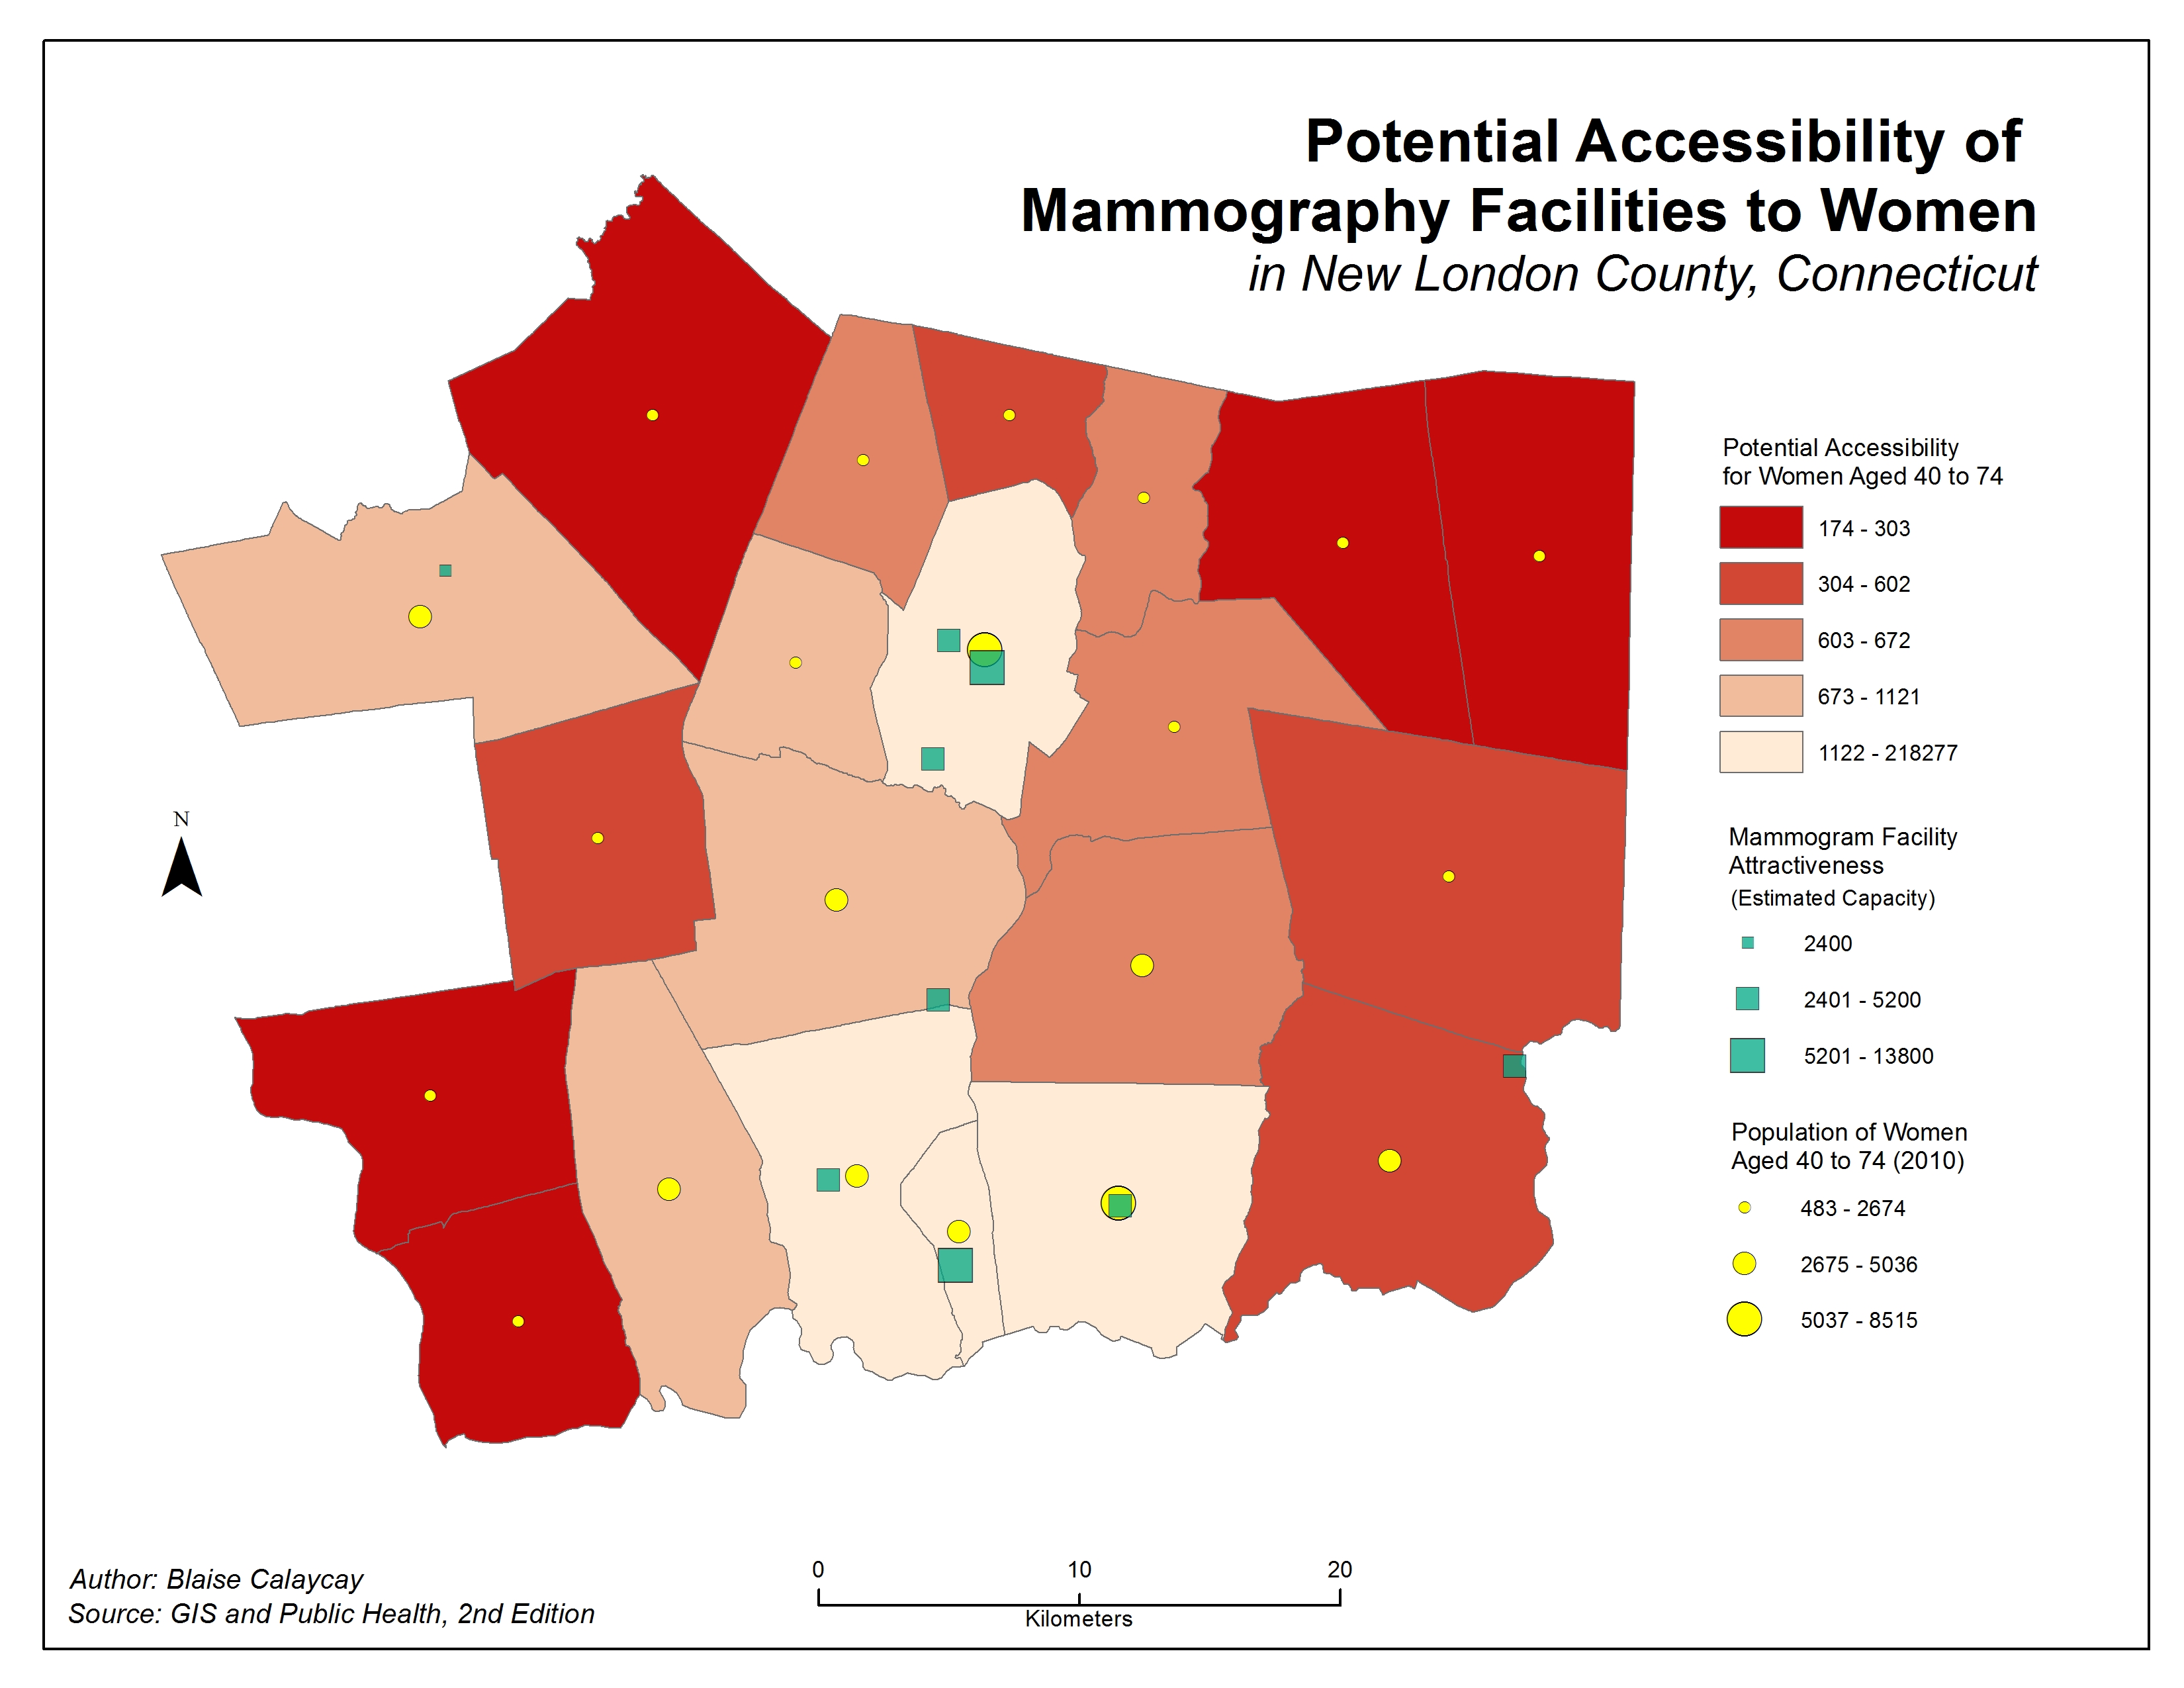 Potential Accessibility of
Mammography Facilities to Women
in New London County, Connecticut
Potential Accessibility
for Women Aged 40 to 74
174 - 303
304 - 602
603 - 672
673 - 1121
1122 - 218277
N
Mammogram Facility
Attractiveness
(Estimated Capacity)
2400
2401 - 5200
5201 - 13800
Population of Women
Aged 40 to 74 (2010)
483 - 2674
2675 - 5036
5037 - 8515
0 10 20
Kilometers
Author: Blaise Calaycay
Source: GIS and Public Health, 2nd Edition